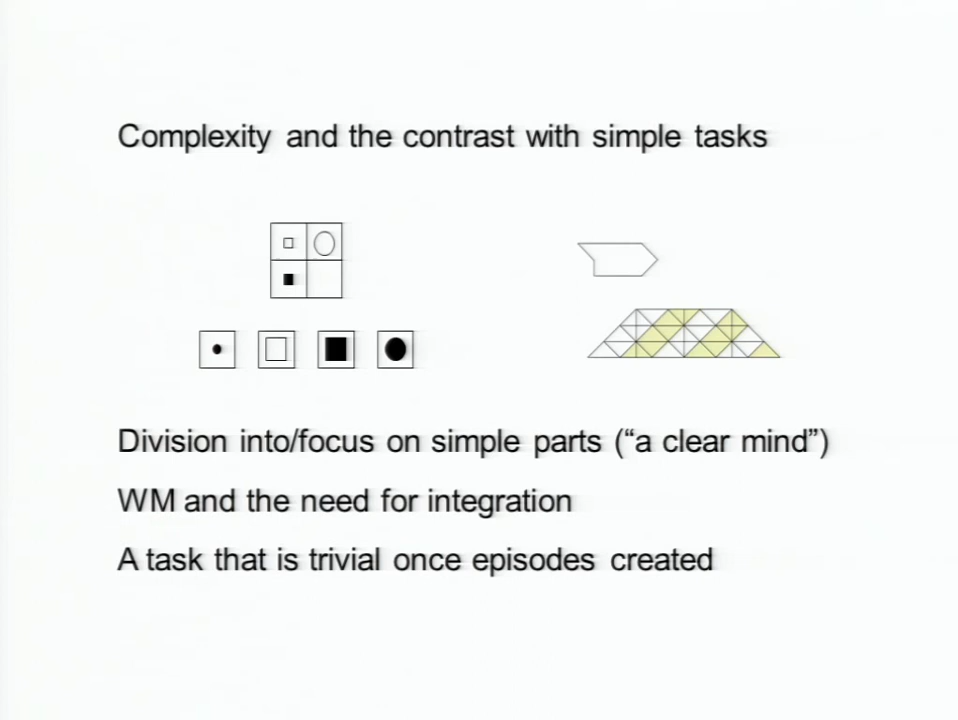 Complexity and the contrast with simple tasks
Division into/focus on simple parts (“a clear mind”)
WM and the need for integration
A task that is trivial once episodes created